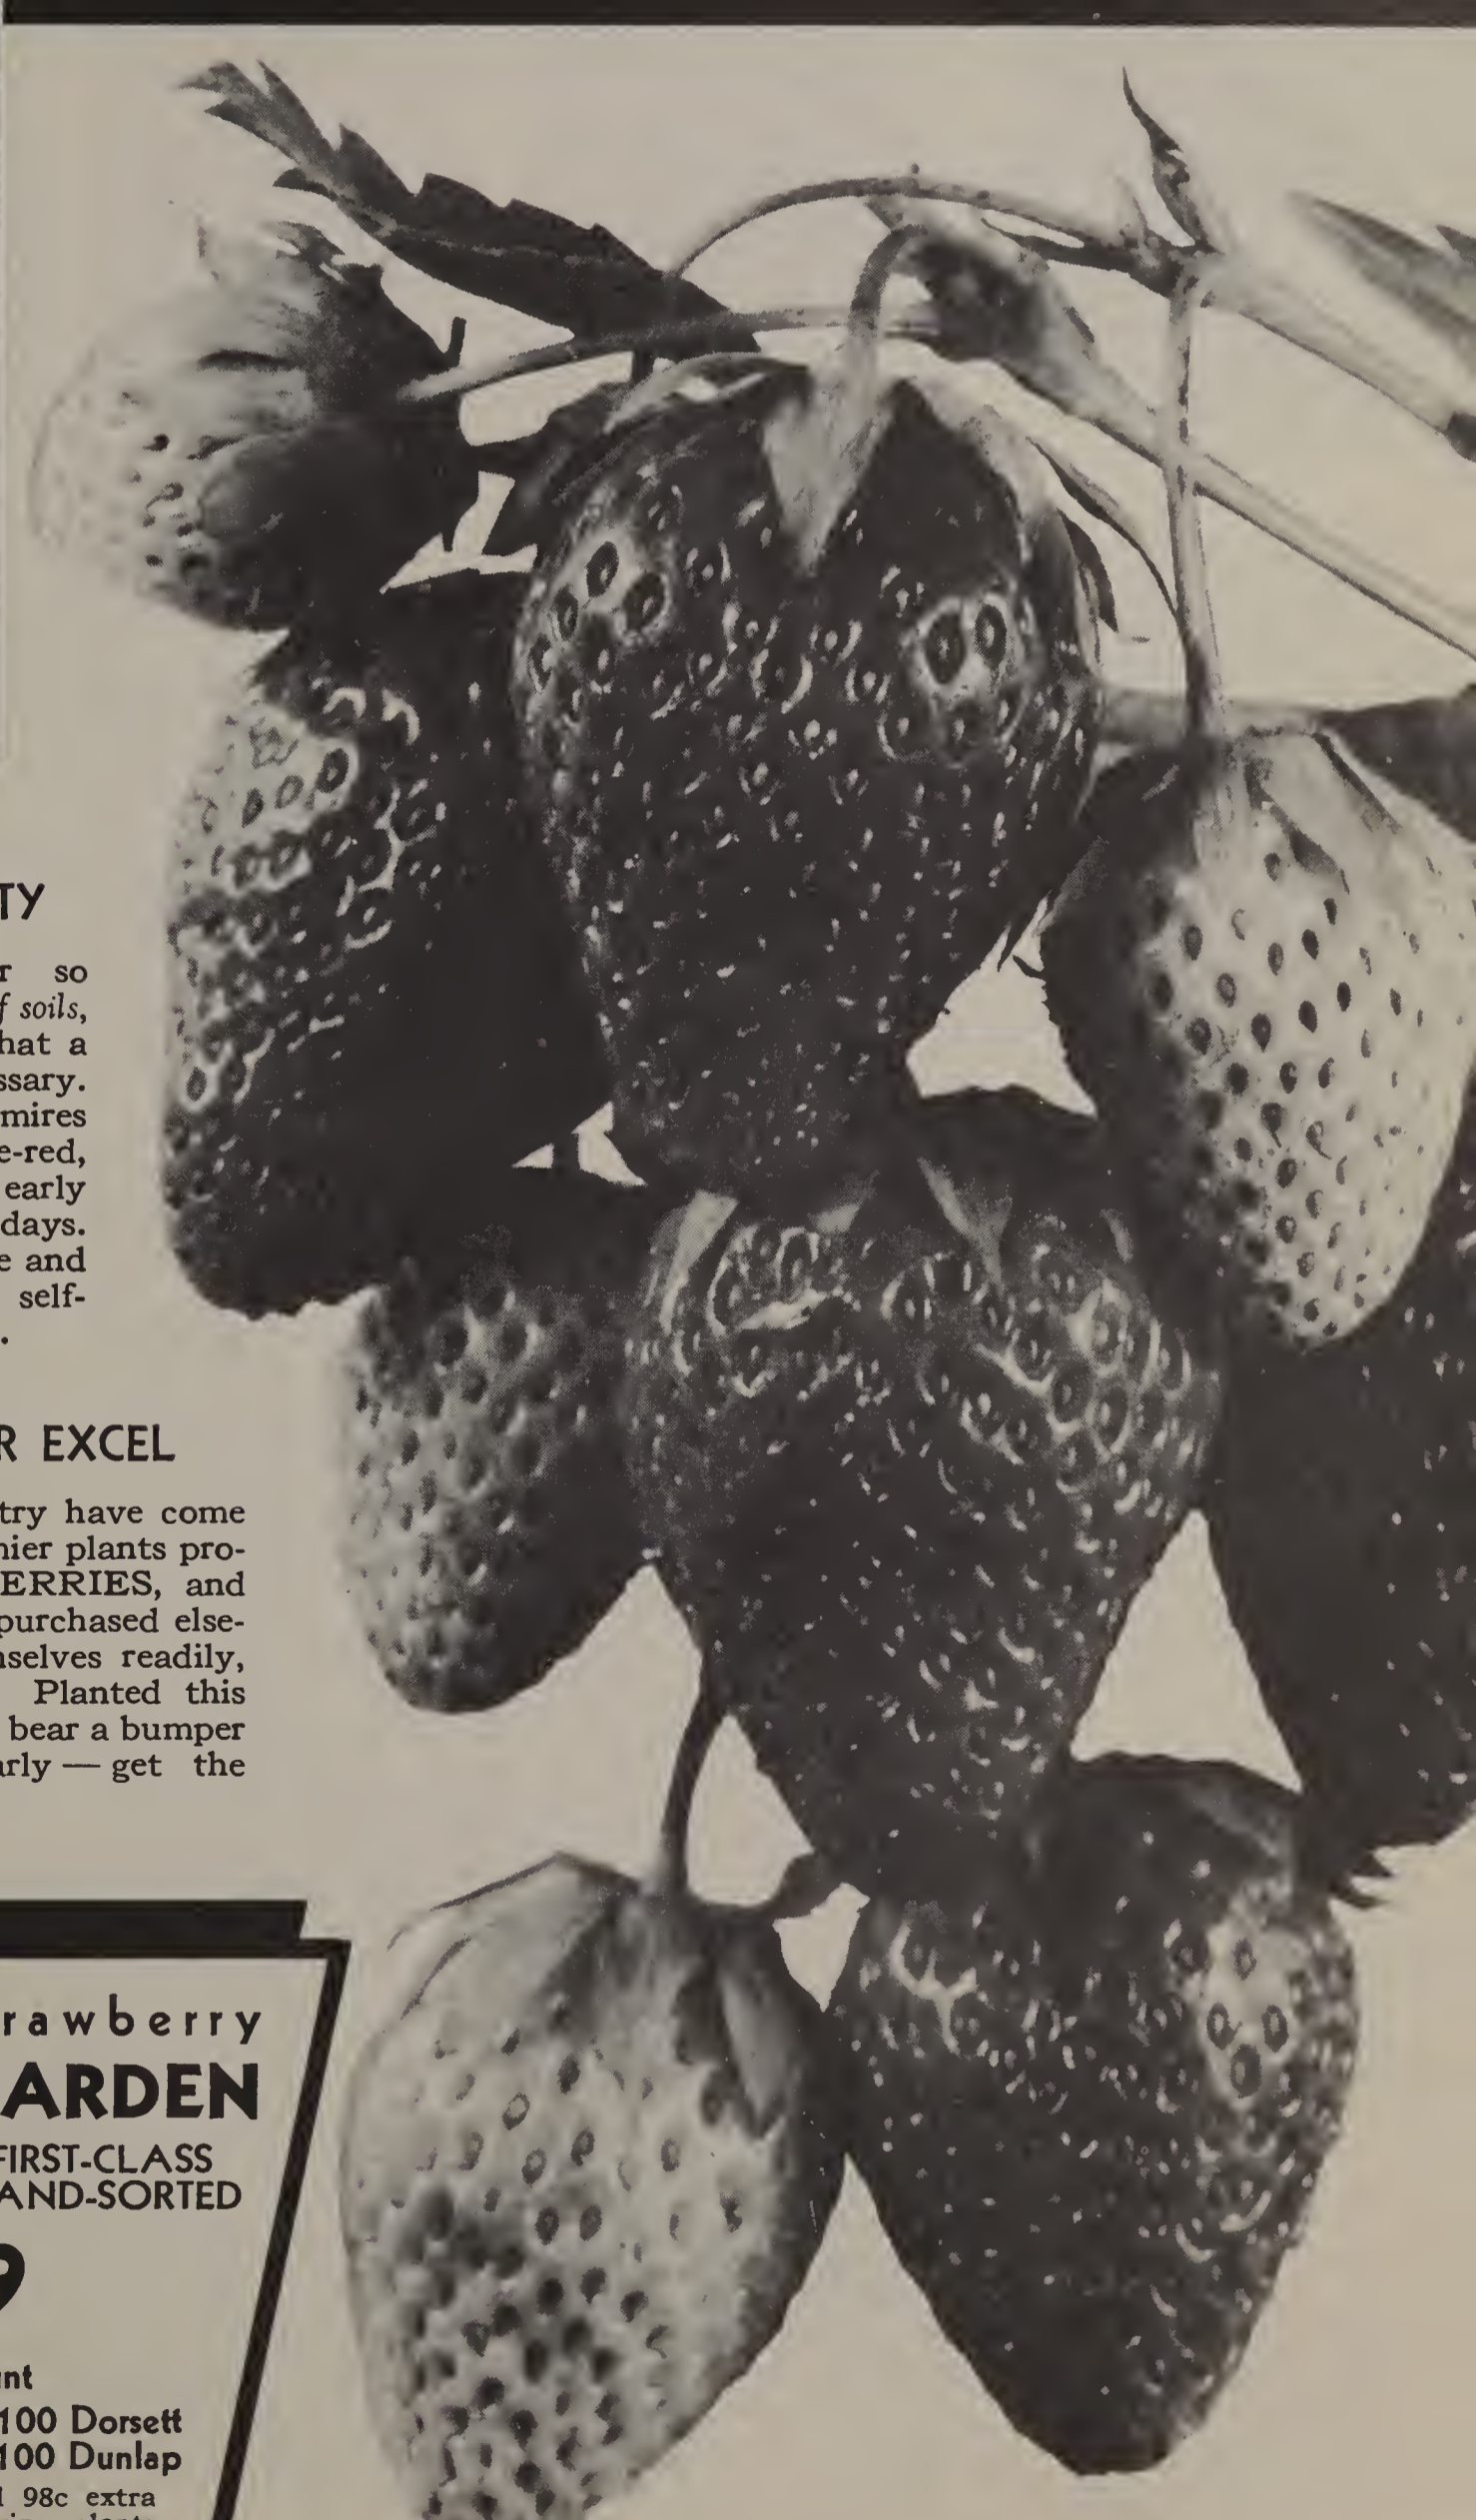 TY
r so
f soils,
hat a
ssary.
mires
e-red,
early
days.
e and
self-
.
R EXCEL
try have come
nier plants pro-
ERRIES, and
purchased else-
nselves readily,
Planted this
bear a bumper
arly — get the
rawberry
ARDEN
FIRST-CLASS
AND-SORTED
9
nt
100 Dorsett
100 Dunlap
98c extra